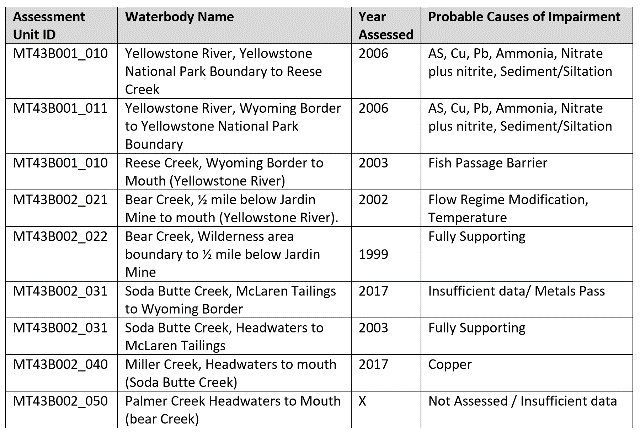 Assessment Unit ID | Waterbody Name | Year Assessed | Probable Causes of Impairment
MT43B001_010 | Yellowstone River, Yellowstone National Park Boundary to Reese Creek | 2006 | AS, Cu, Pb, Ammonia, Nitrate plus nitrite, Sediment/Siltation
MT43B001_011 | Yellowstone River, Wyoming Border to Yellowstone National Park Boundary | 2006 | AS, Cu, Pb, Ammonia, Nitrate plus nitrite, Sediment/Siltation
MT43B001_010 | Reese Creek, Wyoming Border to Mouth (Yellowstone River) | 2003 | Fish Passage Barrier
MT43B002_021 | Bear Creek, ½ mile below Jardin Mine to mouth (Yellowstone River). | 2002 | Flow Regime Modification, Temperature
MT43B002_022 | Bear Creek, Wilderness area boundary to ½ mile below Jardin Mine | 1999 | Fully Supporting
MT43B002_031 | Soda Butte Creek, McLaren Tailings to Wyoming Border | 2017 | Insufficient data/ Metals Pass
MT43B002_031 | Soda Butte Creek, Headwaters to McLaren Tailings | 2003 | Fully Supporting
MT43B002_040 | Miller Creek, Headwaters to mouth (Soda Butte Creek) | 2017 | Copper
MT43B002_050 | Palmer Creek Headwaters to Mouth (bear Creek) | X | Not Assessed / Insufficient data